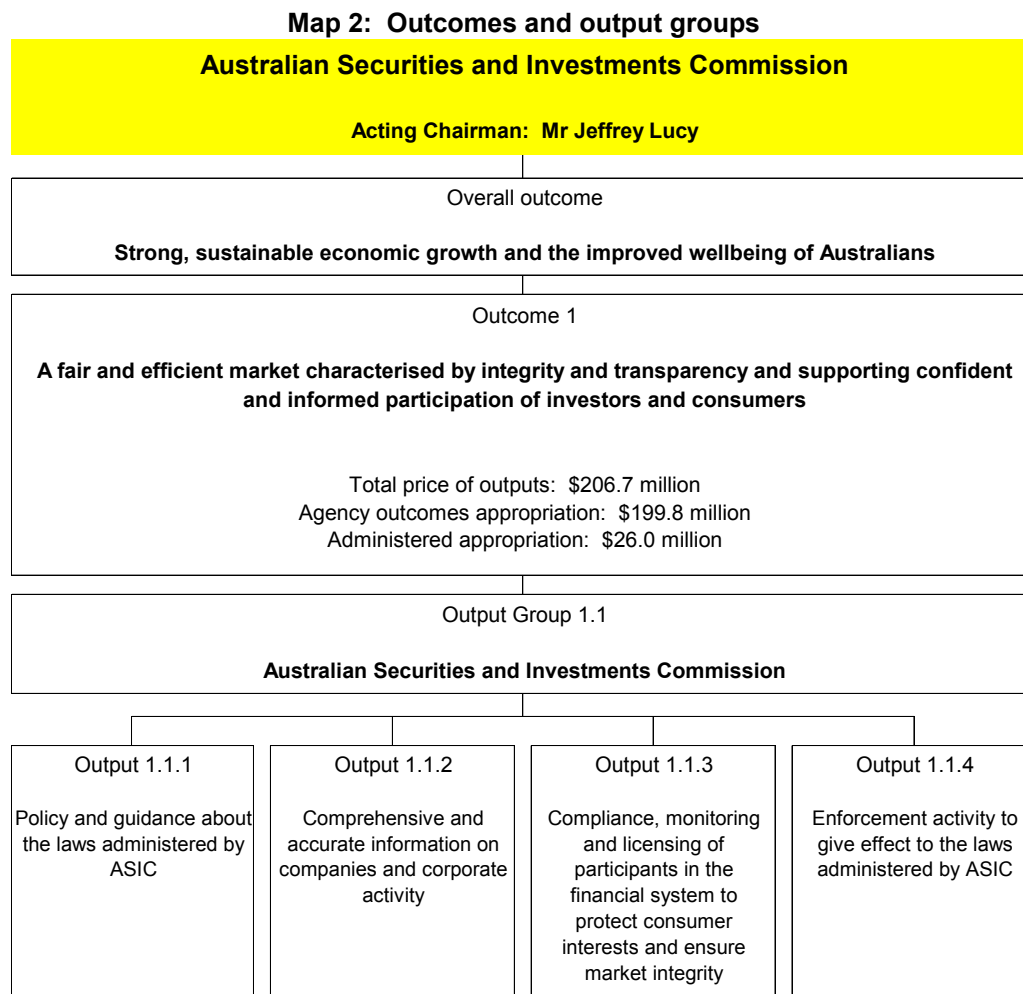 Map 2: Outcomes and output groups
Australian Securities and Investments Commission
Acting Chairman: Mr Jeffrey Lucy
Overall outcome
Strong, sustainable economic growth and the improved wellbeing of Australians
Outcome 1
A fair and efficient market characterised by integrity and transparency and supporting confident
and informed participation of investors and consumers
Total price of outputs: $206.7 million
Agency outcomes appropriation: $199.8 million
Administered appropriation: $26.0 million
Output Group 1.1
Australian Securities and Investments Commission
Output 1.1.1
Policy and guidance about
the laws administered by
ASIC
Output 1.1.2
Comprehensive and
accurate information on
companies and corporate
activity
Output 1.1.3
Compliance, monitoring
and licensing of
participants in the
financial system to
protect consumer
interests and ensure
market integrity
Output 1.1.4
Enforcement activity to
give effect to the laws
administered by ASIC